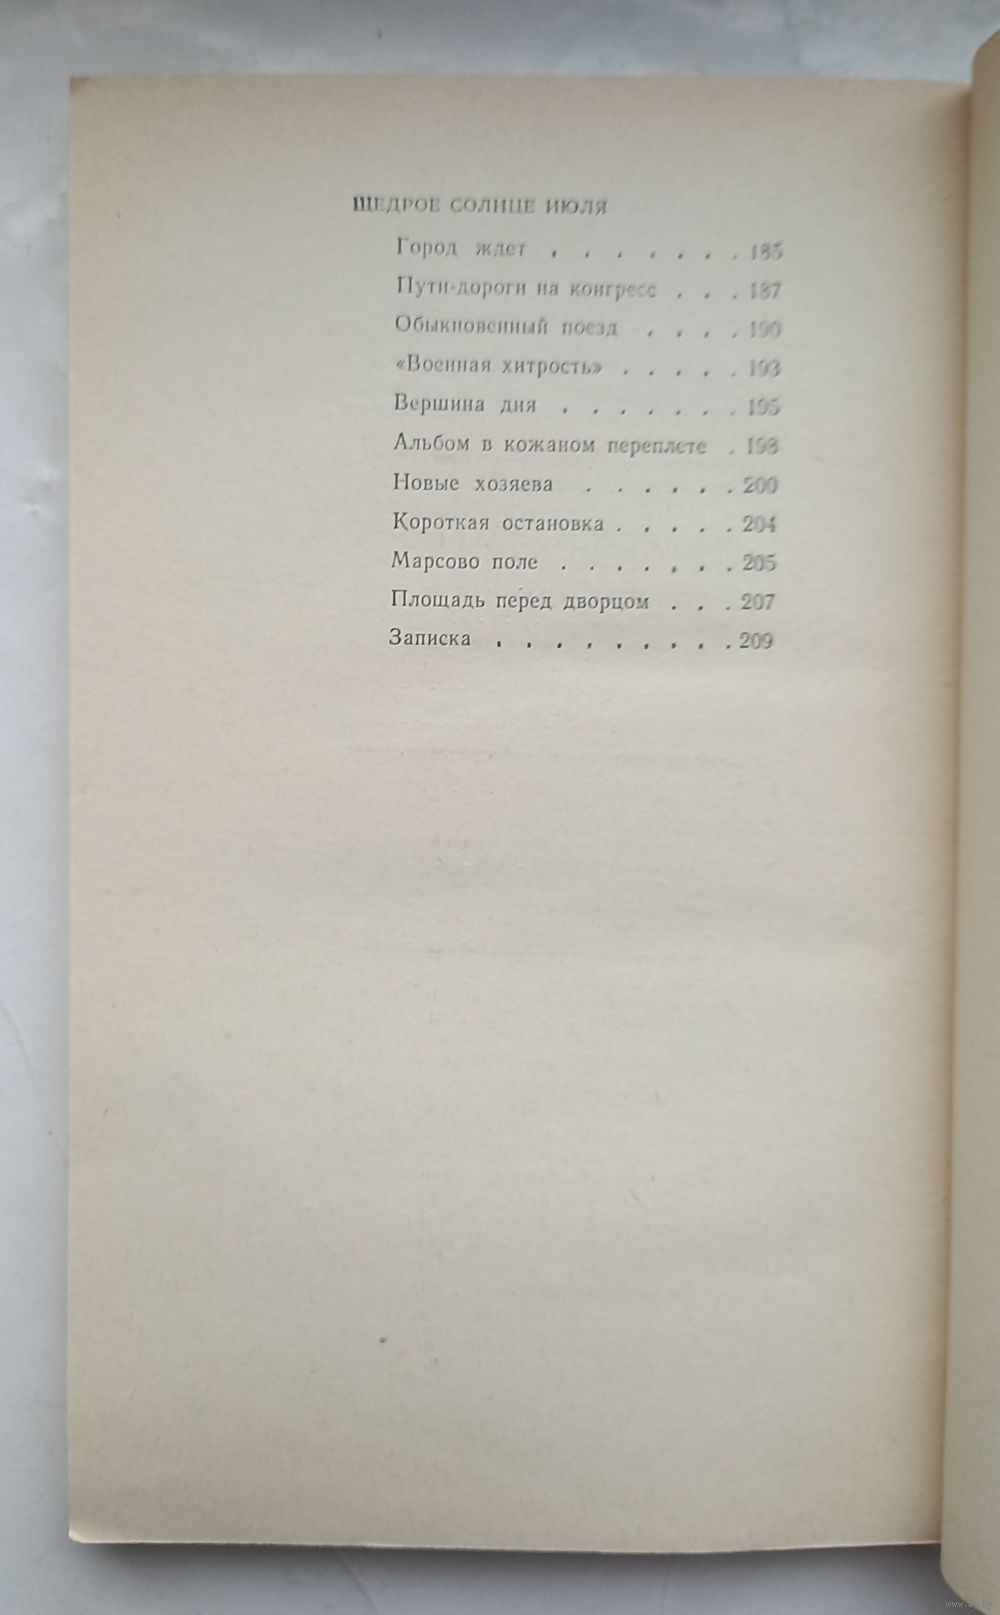 ЩЕДРОЕ СОЛНЦЕ ИЮЛЯ
Город ждет . . . . . . . 185
Пути-дороги на конгресс . . . 187
Обыкновенный поезд . . . . 190
«Военная хитрость» . . . . . 193
Вершина дня . . . . . . . 195
Альбом в кожаном переплете . 198
Новые хозяева . . . . . . 200
Короткая остановка . . . . . 204
Марсово поле . . . . . . . 205
Площадь перед дворцом . . . 207
Записка . . . . . . . . . 209